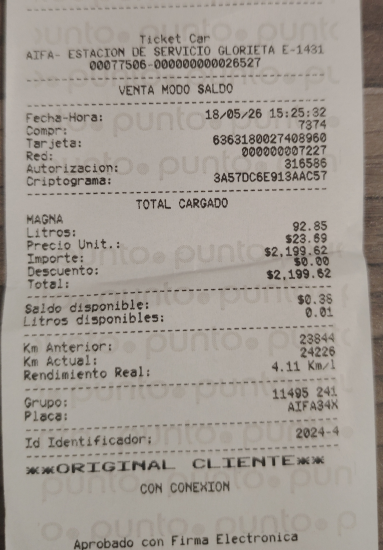 Ticket Car
AIFA- ESTACION DE SERVICIO GLORIETA E-1431
00077506-000000000026527
VENTA MODO SALDO
Fecha-Hora: 18/05/26 15:25:32
Compr: 7374
Tarjeta: 6363180027408960
Red: 000000007227
Autorizacion: 316586
Criptograma: 3A57DC6E913AAC57
TOTAL CARGADO
MAGNA
Litros: 92.85
Precio Unit.: $23.69
Importe: $2,199.62
Descuento: $0.00
Total: $2,199.62
Saldo disponible: $0.36
Litros disponibles: 0.01
Km Anterior: 23844
Km Actual: 24226
Rendimiento Real: 4.11 Km/l
Grupo: 11495 241
Placa: AIFA34X
Id Identificador: 2024-4
**ORIGINAL CLIENTE**
CON CONEXION
Aprobado con Firma Electronica